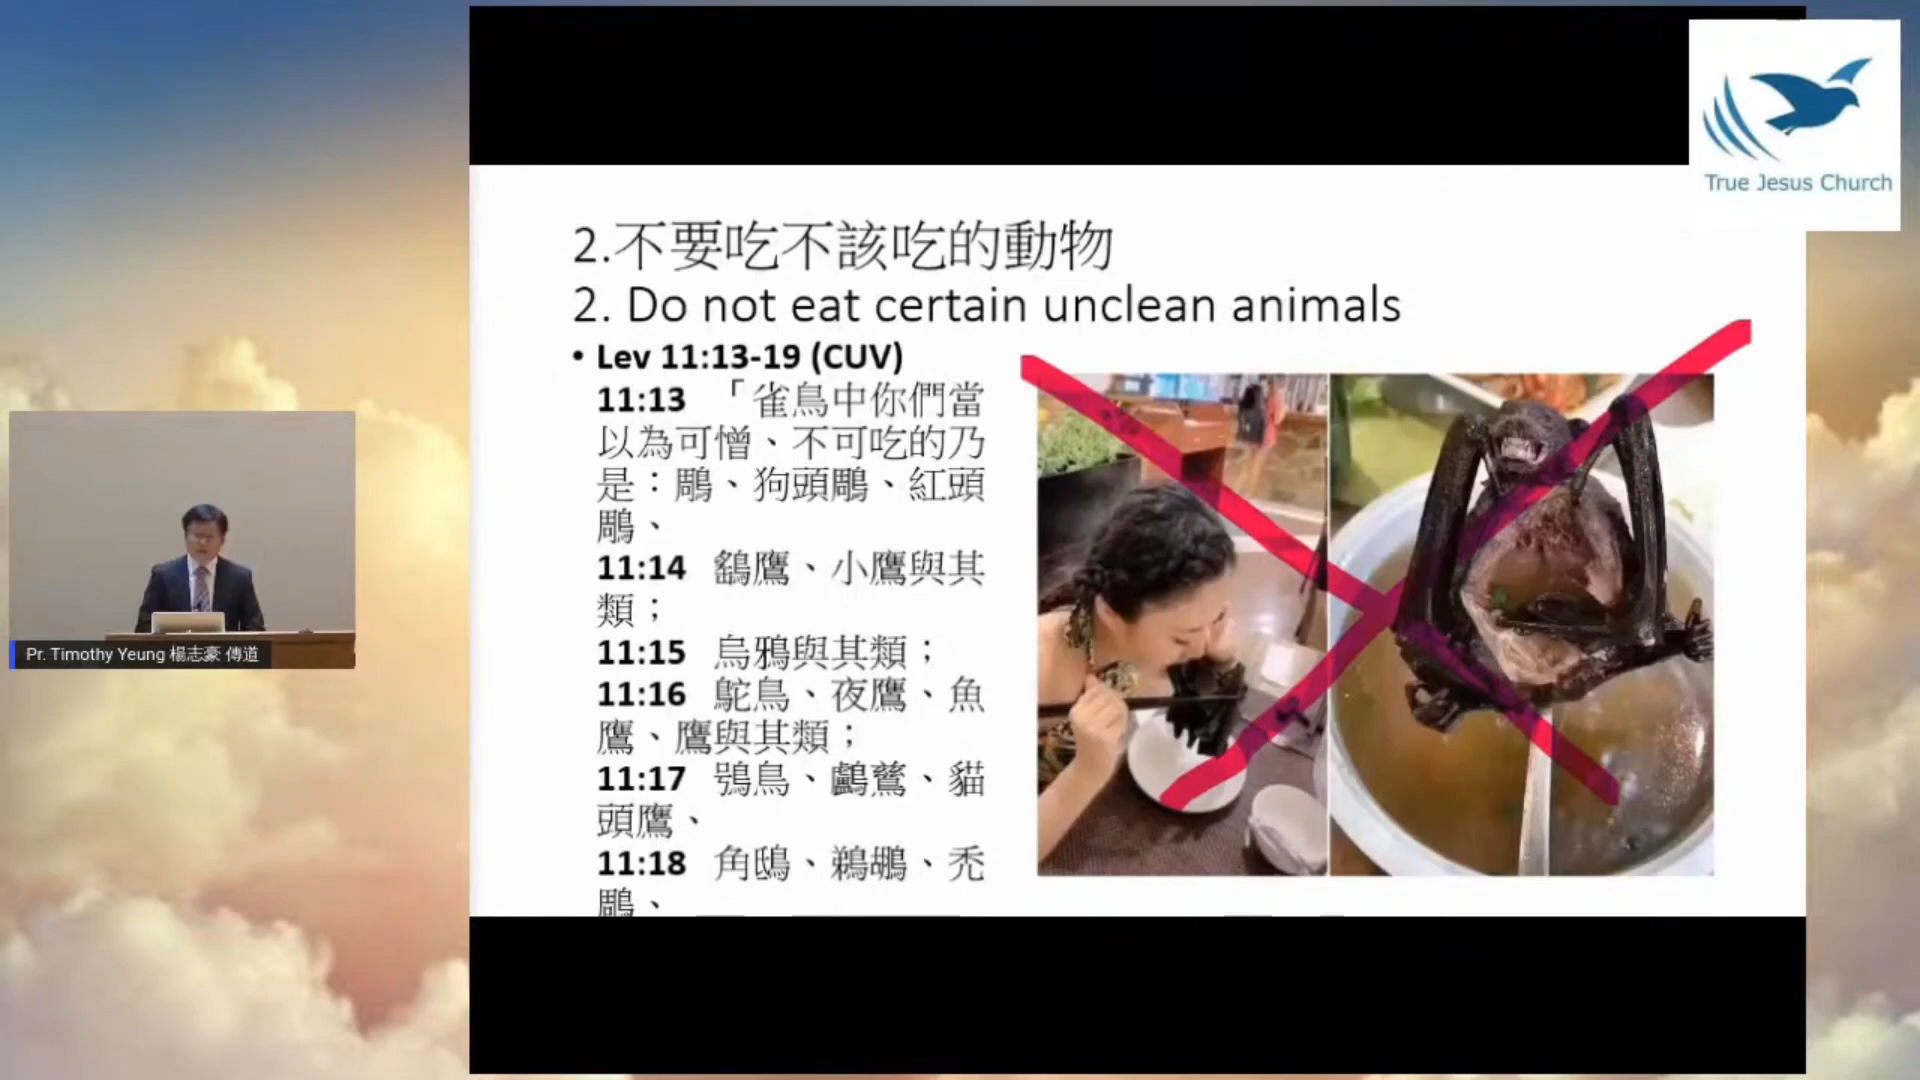 True Jesus Church
2.不要吃不該吃的動物
2. Do not eat certain unclean animals
• Lev 11:13-19 (CUV)
11:13 「雀鳥中你們當
以為可憎、不可吃的乃
是：鵰、狗頭鵰、紅頭
鵰、
11:14 鷂鷹、小鷹與其
類；
11:15 烏鴉與其類；
11:16 鴕鳥、夜鷹、魚
鷹、鷹與其類；
11:17 鴞鳥、鸕鶿、貓
頭鷹、
11:18 角鴟、鵜鶘、禿
鵰、
Pr. Timothy Yeung 楊志豪 傳道